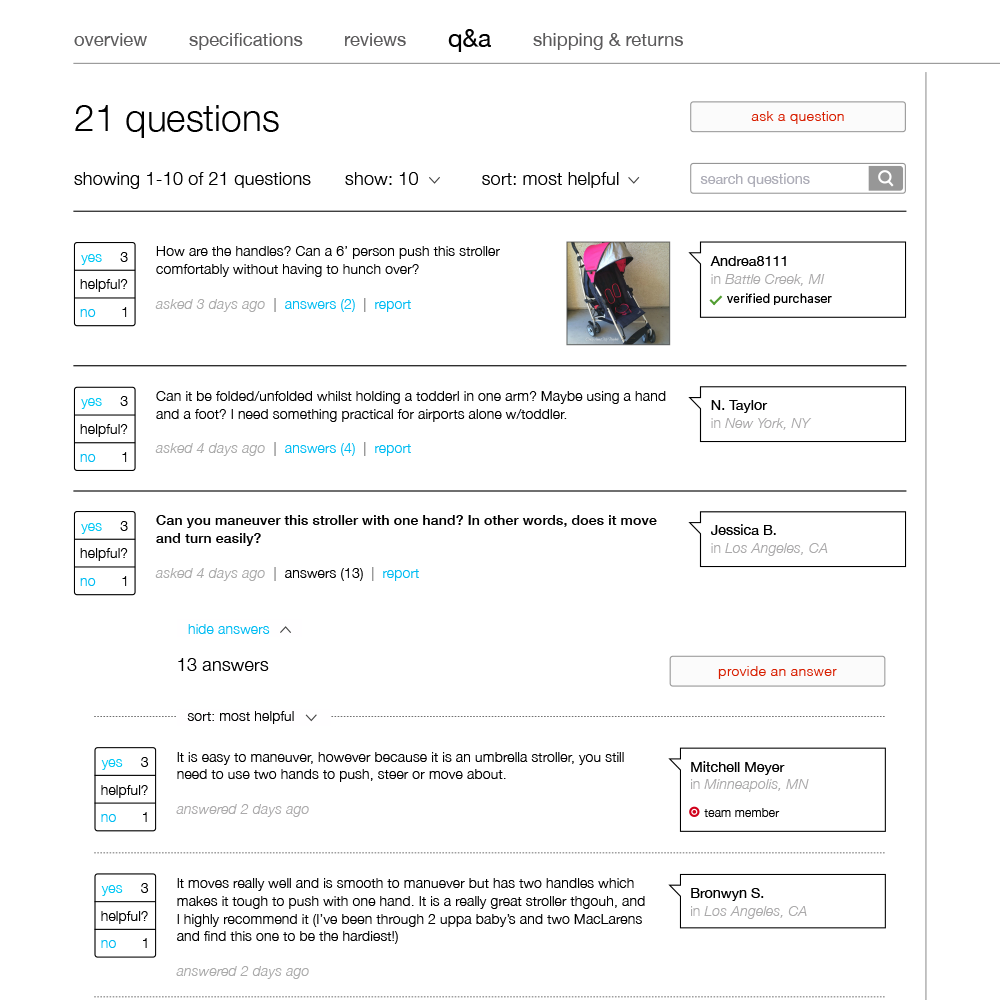 overview specifications reviews q&a shipping & returns
21 questions
ask a question
showing 1-10 of 21 questions show: 10 sort: most helpful
search questions
yes 3
helpful?
no 1
How are the handles? Can a 6' person push this stroller
comfortably without having to hunch over?
asked 3 days ago | answers (2) | report
Andrea8111
in Battle Creek, MI
verified purchaser
yes 3
helpful?
no 1
Can it be folded/unfolded whilst holding a todderl in one arm? Maybe using a hand
and a foot? I need something practical for airports alone w/toddler.
asked 4 days ago | answers (4) | report
N. Taylor
in New York, NY
yes 3
helpful?
no 1
Can you maneuver this stroller with one hand? In other words, does it move
and turn easily?
asked 4 days ago | answers (13) | report
Jessica B.
in Los Angeles, CA
hide answers
13 answers
provide an answer
sort: most helpful
yes 3
helpful?
no 1
It is easy to maneuver, however because it is an umbrella stroller, you still
need to use two hands to push, steer or move about.
answered 2 days ago
Mitchell Meyer
in Minneapolis, MN
team member
yes 3
helpful?
no 1
It moves really well and is smooth to manuever but has two handles which
makes it tough to push with one hand. It is a really great stroller thgouh, and
I highly recommend it (I've been through 2 uppa baby's and two MacLarens
and find this one to be the hardiest!)
answered 2 days ago
Bronwyn S.
in Los Angeles, CA